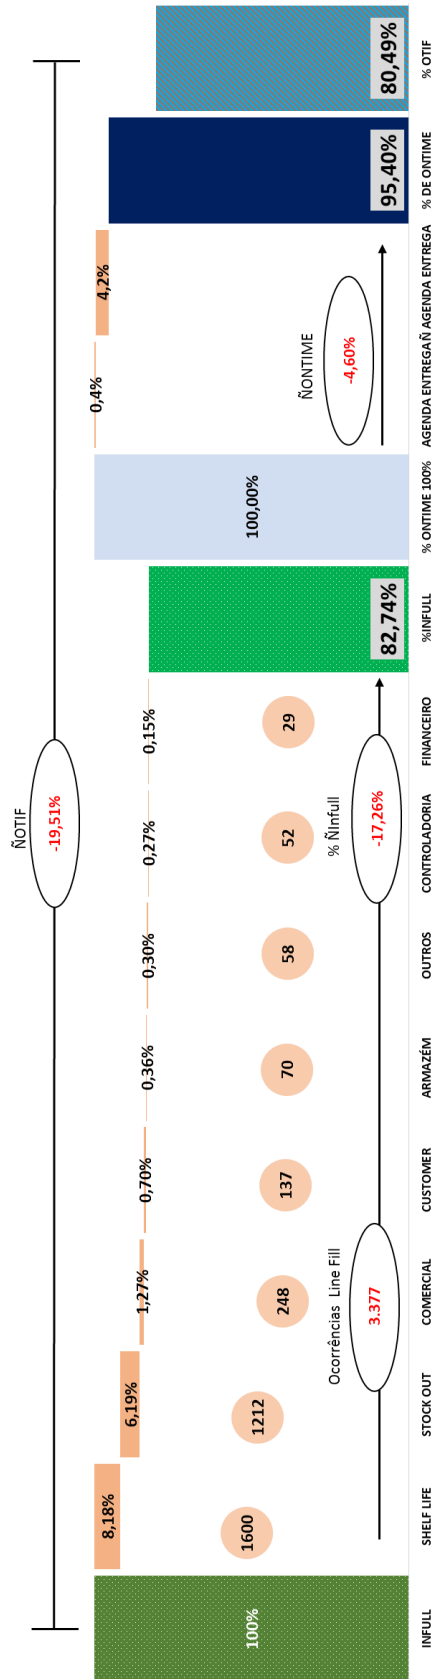 ÑOTIF
-19,51%
100%
8,18%
6,19%
1,27%
0,70%
0,36%
0,30%
0,27%
0,15%
82,74%
100,00%
0,4%
4,2%
95,40%
80,49%
1600
1212
248
137
70
58
52
29
Ocorrências Line Fill
3.377
% ÑInfull
-17,26%
ÑONTIME
-4,60%
INFULL
SHELF LIFE
STOCK OUT
COMERCIAL
CUSTOMER
ARMAZÉM
OUTROS
CONTROLADORIA
FINANCEIRO
%INFULL
% ONTIME 100%
AGENDA ENTREGA
Ñ AGENDA ENTREGA
% DE ONTIME
% OTIF